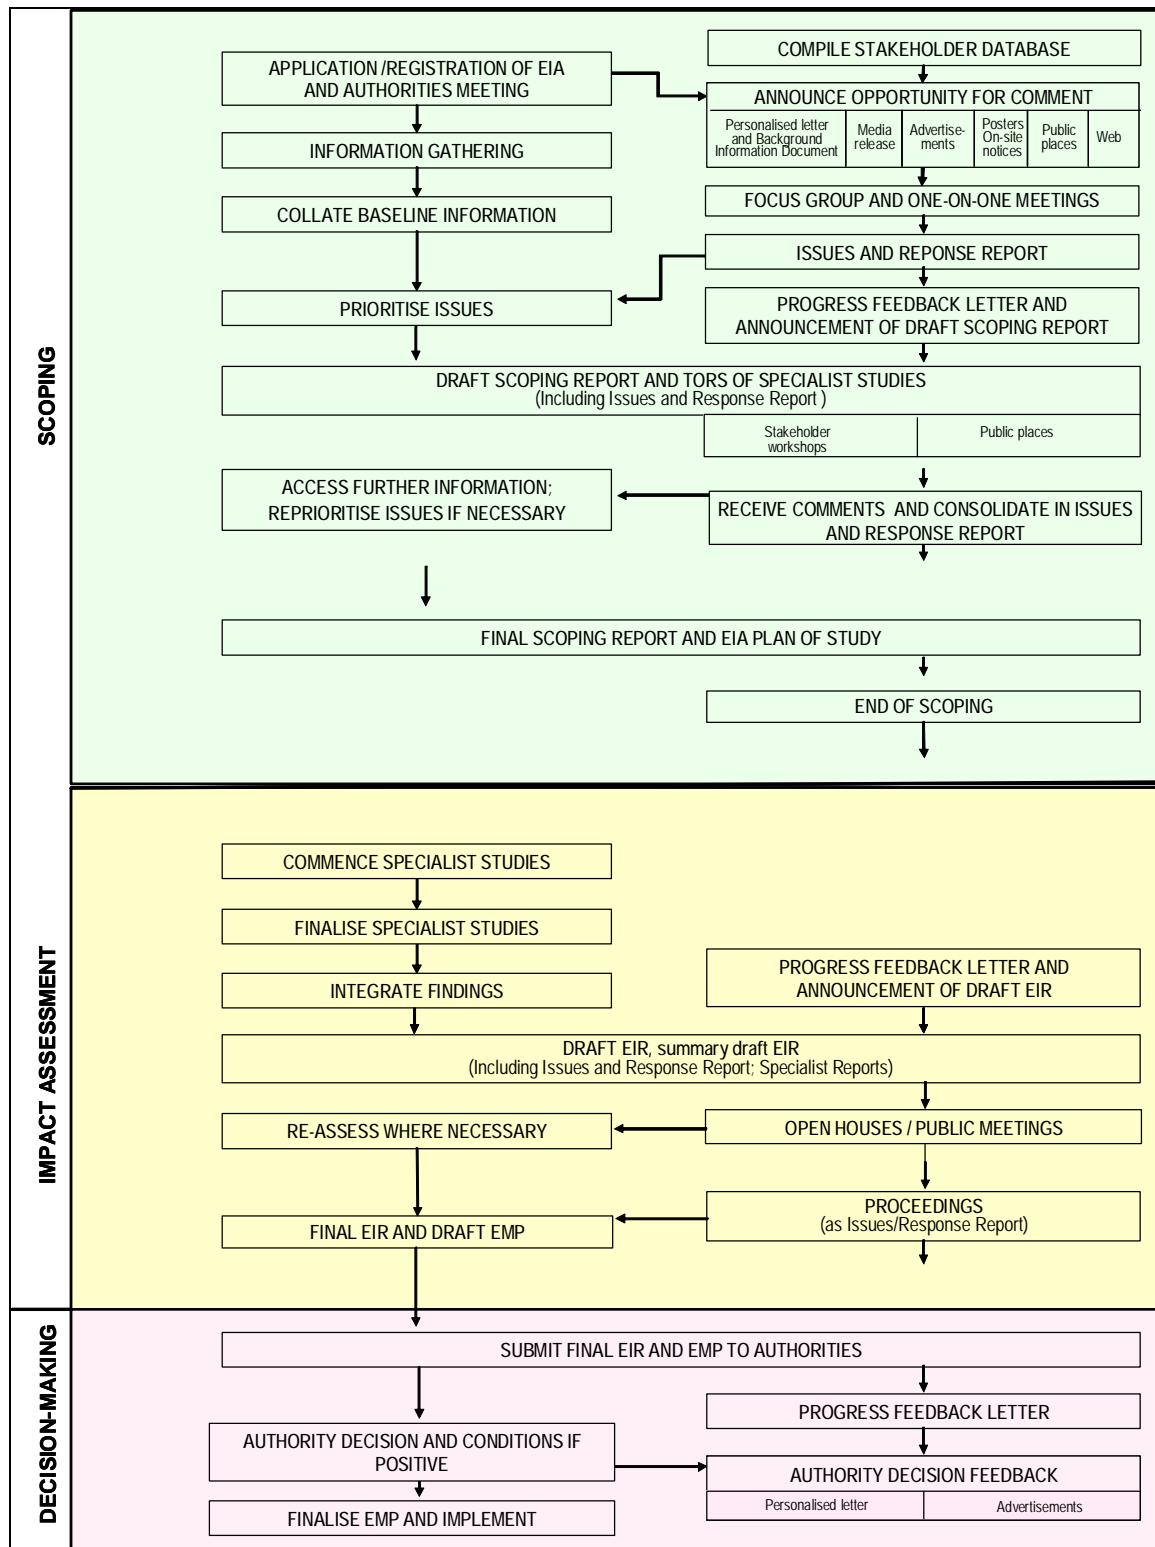 SCOPING
APPLICATION /REGISTRATION OF EIA
AND AUTHORITIES MEETING
INFORMATION GATHERING
COLLATE BASELINE INFORMATION
PRIORITISE ISSUES
COMPILE STAKEHOLDER DATABASE
ANNOUNCE OPPORTUNITY FOR COMMENT
Personalised letter
and Background
Information Document
Media
release
Advertise-
ments
Posters
On-site
notices
Public
places
Web
FOCUS GROUP AND ONE-ON-ONE MEETINGS
ISSUES AND REPONSE REPORT
PROGRESS FEEDBACK LETTER AND
ANNOUNCEMENT OF DRAFT SCOPING REPORT
DRAFT SCOPING REPORT AND TORS OF SPECIALIST STUDIES
(Including Issues and Response Report )
Stakeholder
workshops
Public places
ACCESS FURTHER INFORMATION;
REPRIORITISE ISSUES IF NECESSARY
RECEIVE COMMENTS AND CONSOLIDATE IN ISSUES
AND RESPONSE REPORT
FINAL SCOPING REPORT AND EIA PLAN OF STUDY
END OF SCOPING
IMPACT ASSESSMENT
COMMENCE SPECIALIST STUDIES
FINALISE SPECIALIST STUDIES
INTEGRATE FINDINGS
PROGRESS FEEDBACK LETTER AND
ANNOUNCEMENT OF DRAFT EIR
DRAFT EIR, summary draft EIR
(Including Issues and Response Report; Specialist Reports)
RE-ASSESS WHERE NECESSARY
OPEN HOUSES / PUBLIC MEETINGS
FINAL EIR AND DRAFT EMP
PROCEEDINGS
(as Issues/Response Report)
DECISION-MAKING
SUBMIT FINAL EIR AND EMP TO AUTHORITIES
PROGRESS FEEDBACK LETTER
AUTHORITY DECISION AND CONDITIONS IF
POSITIVE
AUTHORITY DECISION FEEDBACK
Personalised letter
Advertisements
FINALISE EMP AND IMPLEMENT